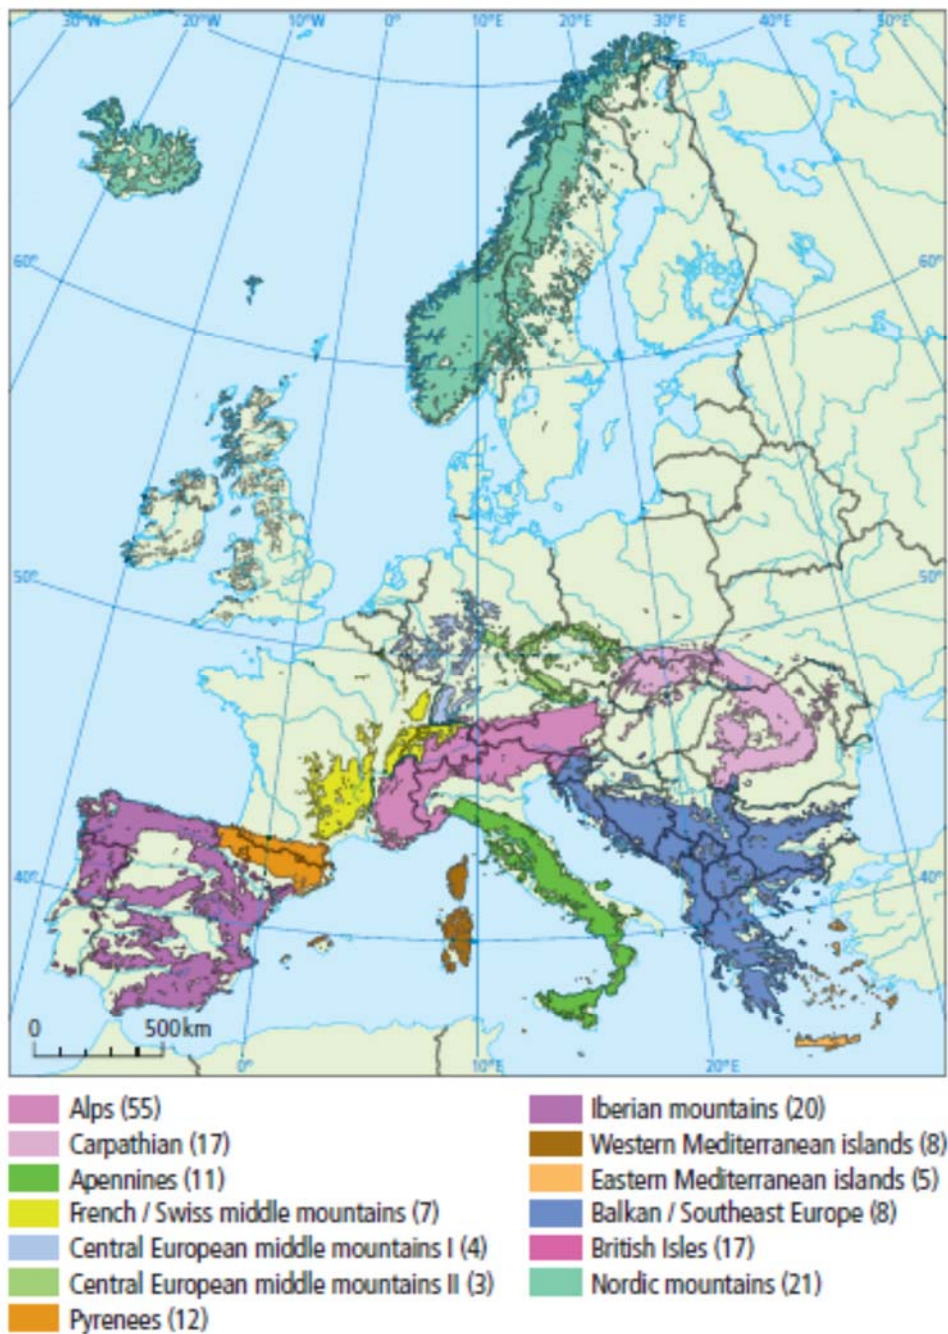 30°W 20°W 10°W 0° 10°E 20°E 30°E 40°E 50°E
60° 60°
50° 50°
40° 40°
0 500 km
0° 10°E 20°E
Alps (55)
Carpathian (17)
Apennines (11)
French / Swiss middle mountains (7)
Central European middle mountains I (4)
Central European middle mountains II (3)
Pyrenees (12)
Iberian mountains (20)
Western Mediterranean islands (8)
Eastern Mediterranean islands (5)
Balkan / Southeast Europe (8)
British Isles (17)
Nordic mountains (21)